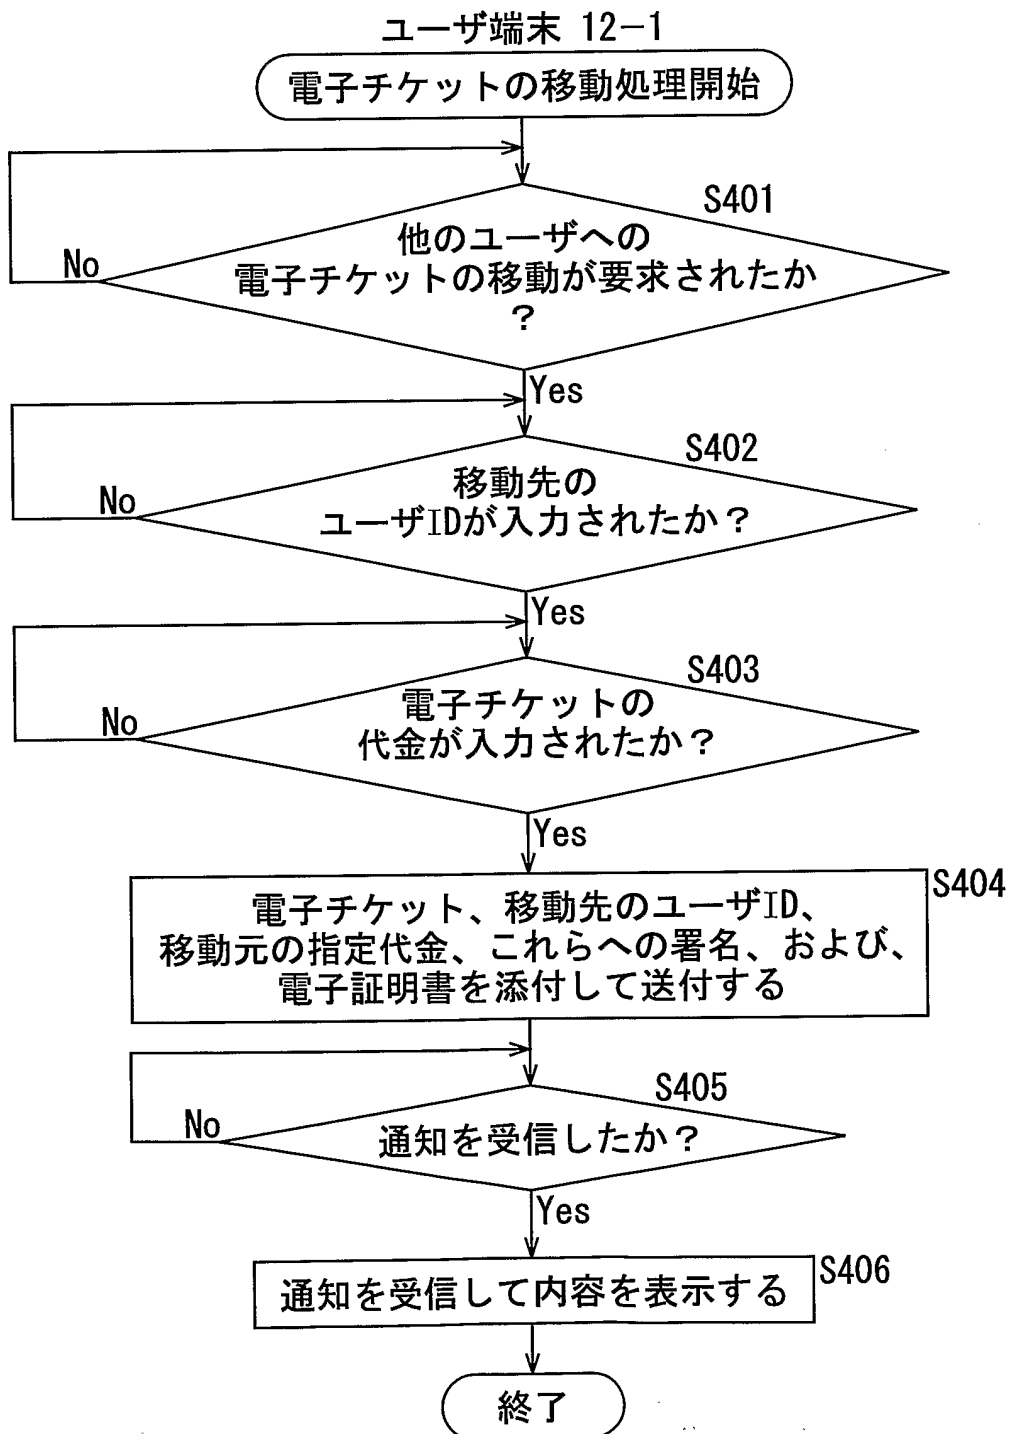 ユーザ端末 12-1
電子チケットの移動処理開始
S401
他のユーザへの
電子チケットの移動が要求されたか
?
No
Yes
S402
移動先の
ユーザIDが入力されたか?
No
Yes
S403
電子チケットの
代金が入力されたか?
No
Yes
S404
電子チケット、移動先のユーザID、
移動元の指定代金、これらへの署名、および、
電子証明書を添付して送付する
S405
通知を受信したか?
No
Yes
S406
通知を受信して内容を表示する
終了